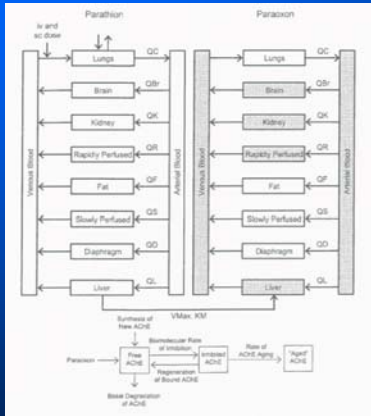 Parathion
Paraoxon
iv and
sc dose
Lungs
QC
Brain
QBr
Kidney
QK
Rapidly Perfused
QR
Fat
QF
Slowly Perfused
QS
Diaphragm
QD
Liver
QL
Venous Blood
Arterial Blood
Lungs
QC
Brain
QBr
Kidney
QK
Rapidly Perfused
QR
Fat
QF
Slowly Perfused
QS
Diaphragm
QD
Liver
QL
Venous Blood
Arterial Blood
VMax, KM
Synthesis of
New AChE
Paraoxon
Free
AChE
Biomolecular Rate
of Inhibition
Regeneration
of Bound AChE
Inhibited
AChE
Rate of
AChE Aging
"Aged"
AChE
Basal Degradation
of AChE